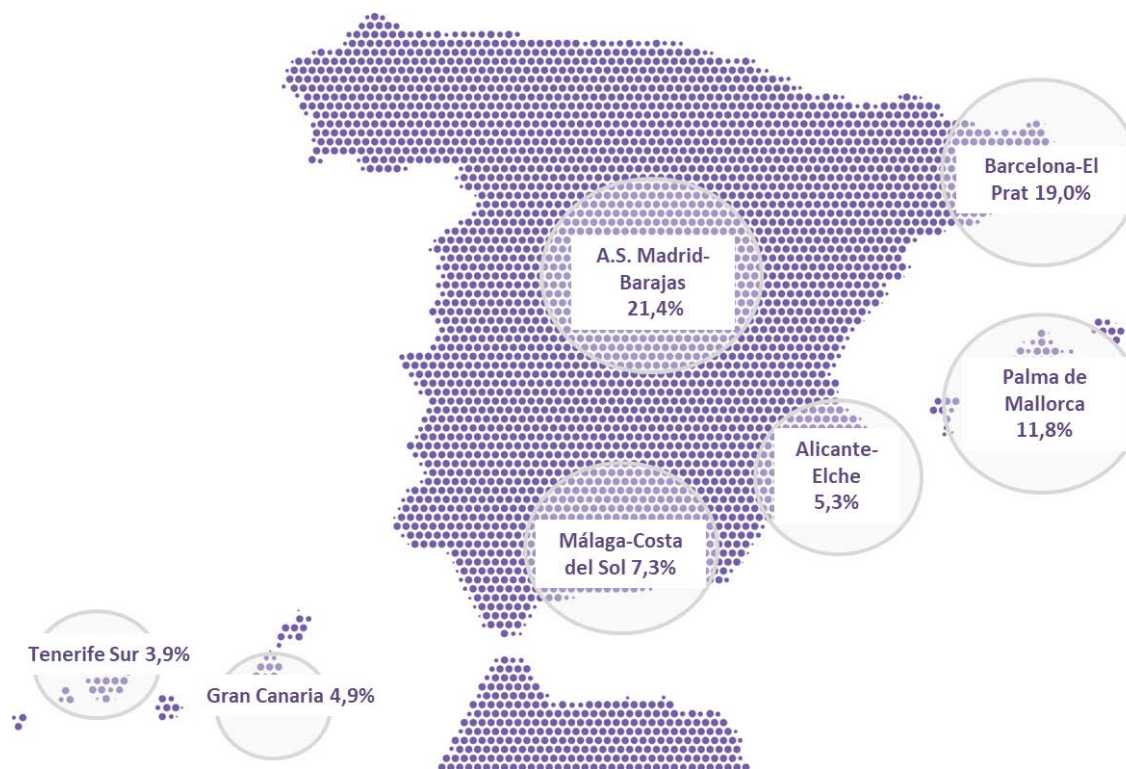 Barcelona-El
Prat 19,0%
A.S. Madrid-
Barajas
21,4%
Palma de
Mallorca
11,8%
Alicante-
Elche
5,3%
Málaga-Costa
del Sol 7,3%
Tenerife Sur 3,9%
Gran Canaria 4,9%